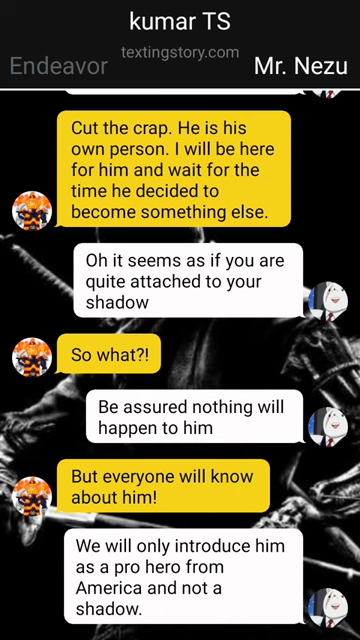 kumar TS
textingstory.com
Endeavor
Mr. Nezu
Cut the crap. He is his
own person. I will be here
for him and wait for the
time he decided to
become something else.
Oh it seems as if you are
quite attached to your
shadow
So what?!
Be assured nothing will
happen to him
But everyone will know
about him!
We will only introduce him
as a pro hero from
America and not a
shadow.